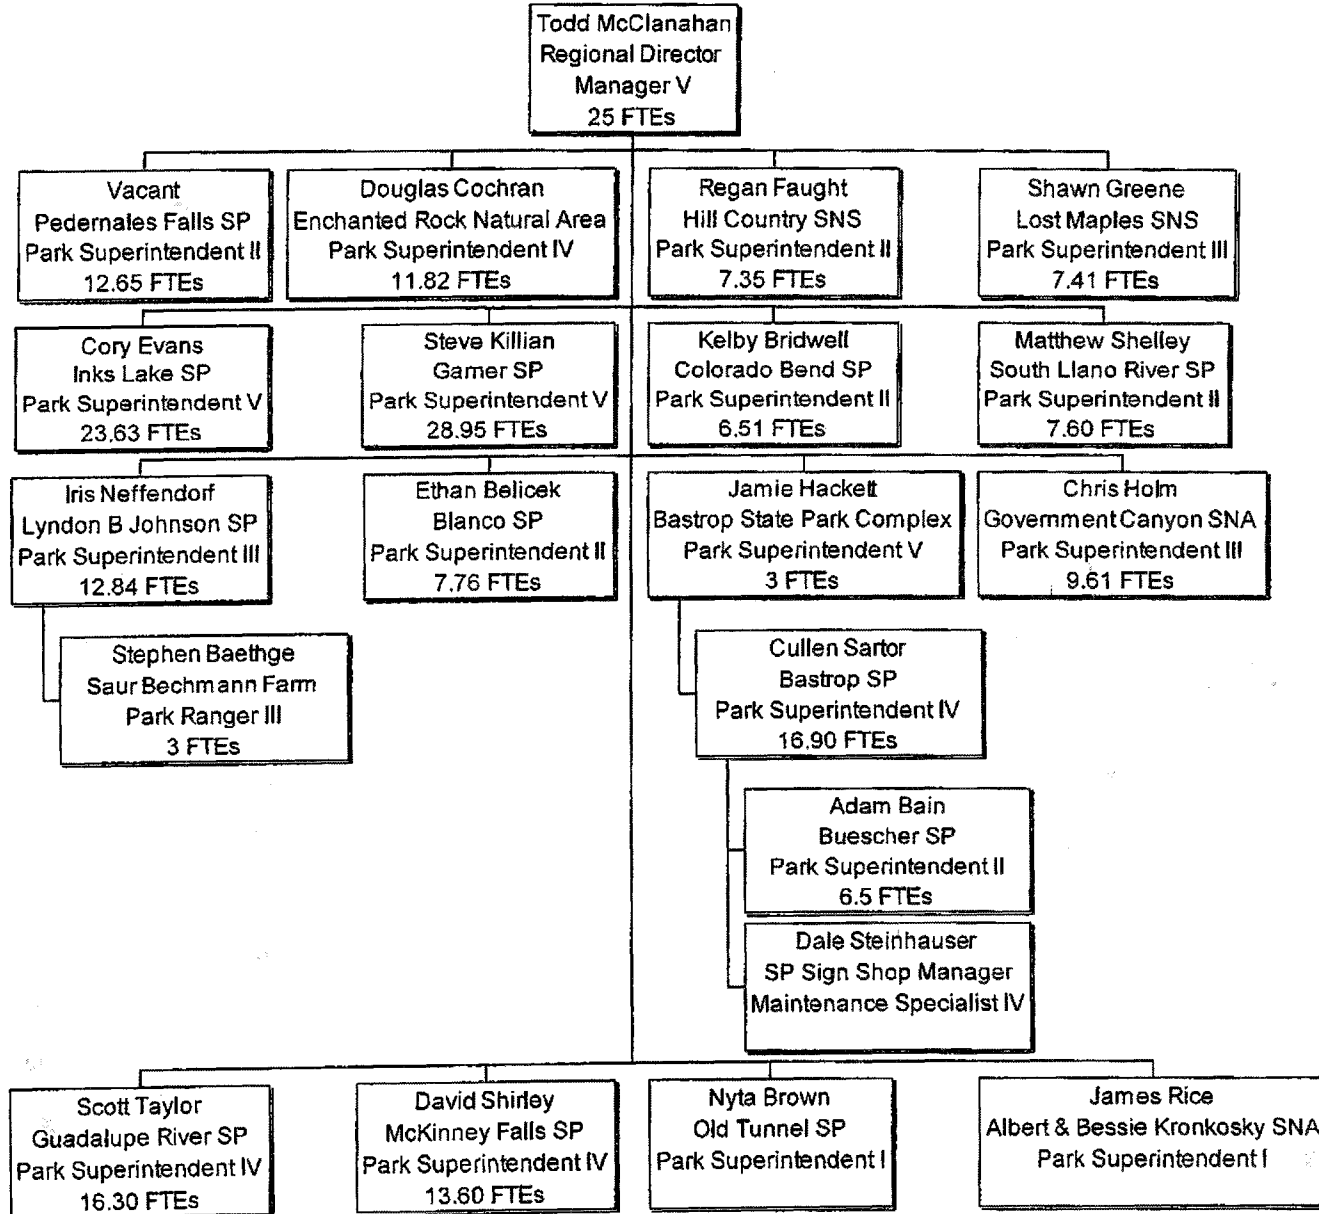 Todd McClanahan
Regional Director
Manager V
25 FTEs
Vacant
Pedernales Falls SP
Park Superintendent II
12.65 FTEs
Douglas Cochran
Enchanted Rock Natural Area
Park Superintendent IV
11.82 FTEs
Regan Faught
Hill Country SNS
Park Superintendent II
7.35 FTEs
Shawn Greene
Lost Maples SNS
Park Superintendent III
7.41 FTEs
Cory Evans
Inks Lake SP
Park Superintendent V
23.63 FTEs
Steve Killian
Garner SP
Park Superintendent V
28.95 FTEs
Kelby Bridwell
Colorado Bend SP
Park Superintendent II
6.51 FTEs
Matthew Shelley
South Llano River SP
Park Superintendent II
7.60 FTEs
Iris Neffendorf
Lyndon B Johnson SP
Park Superintendent III
12.84 FTEs
Ethan Belicek
Blanco SP
Park Superintendent II
7.76 FTEs
Jamie Hackett
Bastrop State Park Complex
Park Superintendent V
3 FTEs
Chris Holm
Government Canyon SNA
Park Superintendent III
9.61 FTEs
Stephen Baethge
Saur Bechmann Farm
Park Ranger III
3 FTEs
Cullen Sartor
Bastrop SP
Park Superintendent IV
16.90 FTEs
Adam Bain
Buescher SP
Park Superintendent II
6.5 FTEs
Dale Steinhauser
SP Sign Shop Manager
Maintenance Specialist IV
Scott Taylor
Guadalupe River SP
Park Superintendent IV
16.30 FTEs
David Shirley
McKinney Falls SP
Park Superintendent IV
13.60 FTEs
Nyta Brown
Old Tunnel SP
Park Superintendent I
James Rice
Albert & Bessie Kronkosky SNA
Park Superintendent I